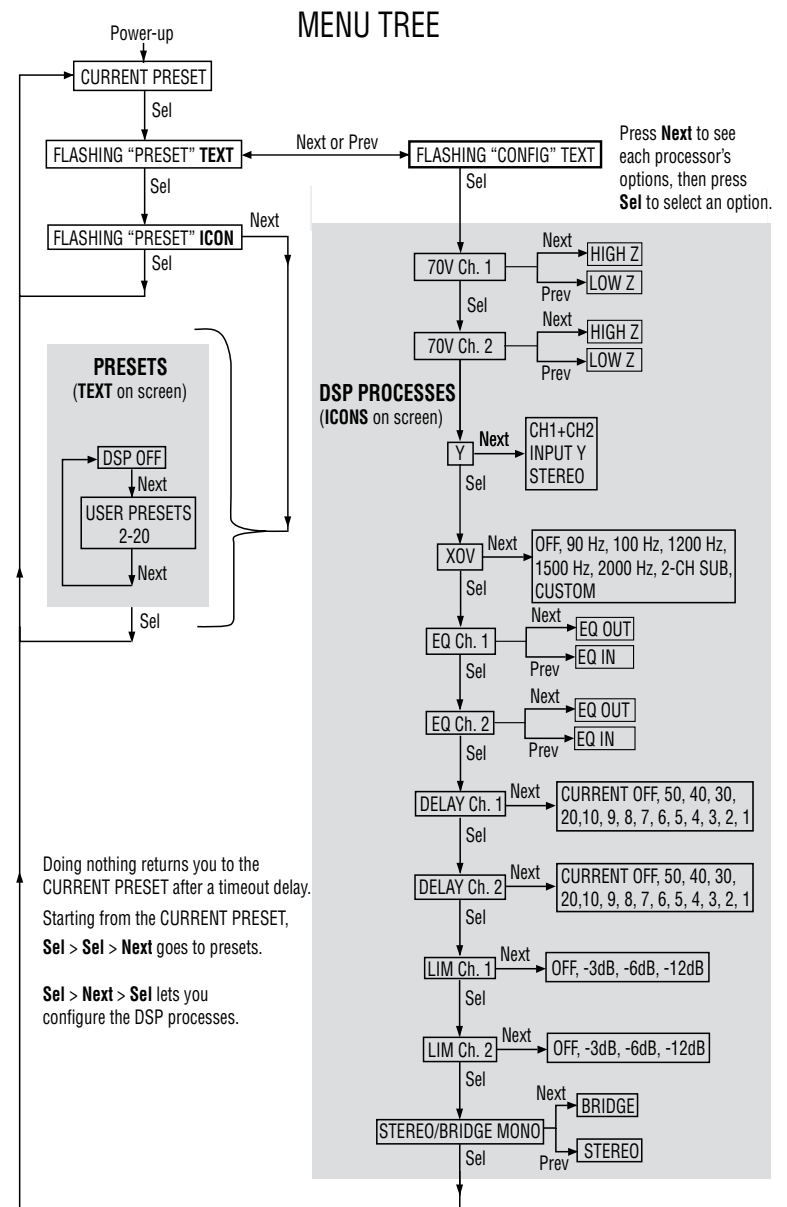 MENU TREE
Power-up
CURRENT PRESET
Sel
FLASHING “PRESET” TEXT
Next or Prev
FLASHING “CONFIG” TEXT
Press Next to see
each processor's
options, then press
Sel to select an option.
Sel
FLASHING “PRESET” ICON
Next
Sel
PRESETS
(TEXT on screen)
DSP OFF
Next
USER PRESETS
2-20
Next
Sel
Sel
DSP PROCESSES
(ICONS on screen)
70V Ch. 1
Next
HIGH Z
Prev
LOW Z
Sel
70V Ch. 2
Next
HIGH Z
Prev
LOW Z
Y
Next
CH1+CH2
INPUT Y
STEREO
Sel
XOV
Next
OFF, 90 Hz, 100 Hz, 1200 Hz,
1500 Hz, 2000 Hz, 2-CH SUB,
CUSTOM
Sel
EQ Ch. 1
Next
EQ OUT
Prev
EQ IN
Sel
EQ Ch. 2
Next
EQ OUT
Prev
EQ IN
Sel
DELAY Ch. 1
Next
CURRENT OFF, 50, 40, 30,
20,10, 9, 8, 7, 6, 5, 4, 3, 2, 1
Sel
DELAY Ch. 2
Next
CURRENT OFF, 50, 40, 30,
20,10, 9, 8, 7, 6, 5, 4, 3, 2, 1
Sel
LIM Ch. 1
Next
OFF, -3dB, -6dB, -12dB
Sel
LIM Ch. 2
Next
OFF, -3dB, -6dB, -12dB
Sel
STEREO/BRIDGE MONO
Next
BRIDGE
Prev
STEREO
Sel
Doing nothing returns you to the
CURRENT PRESET after a timeout delay.
Starting from the CURRENT PRESET,
Sel > Sel > Next goes to presets.
Sel > Next > Sel lets you
configure the DSP processes.